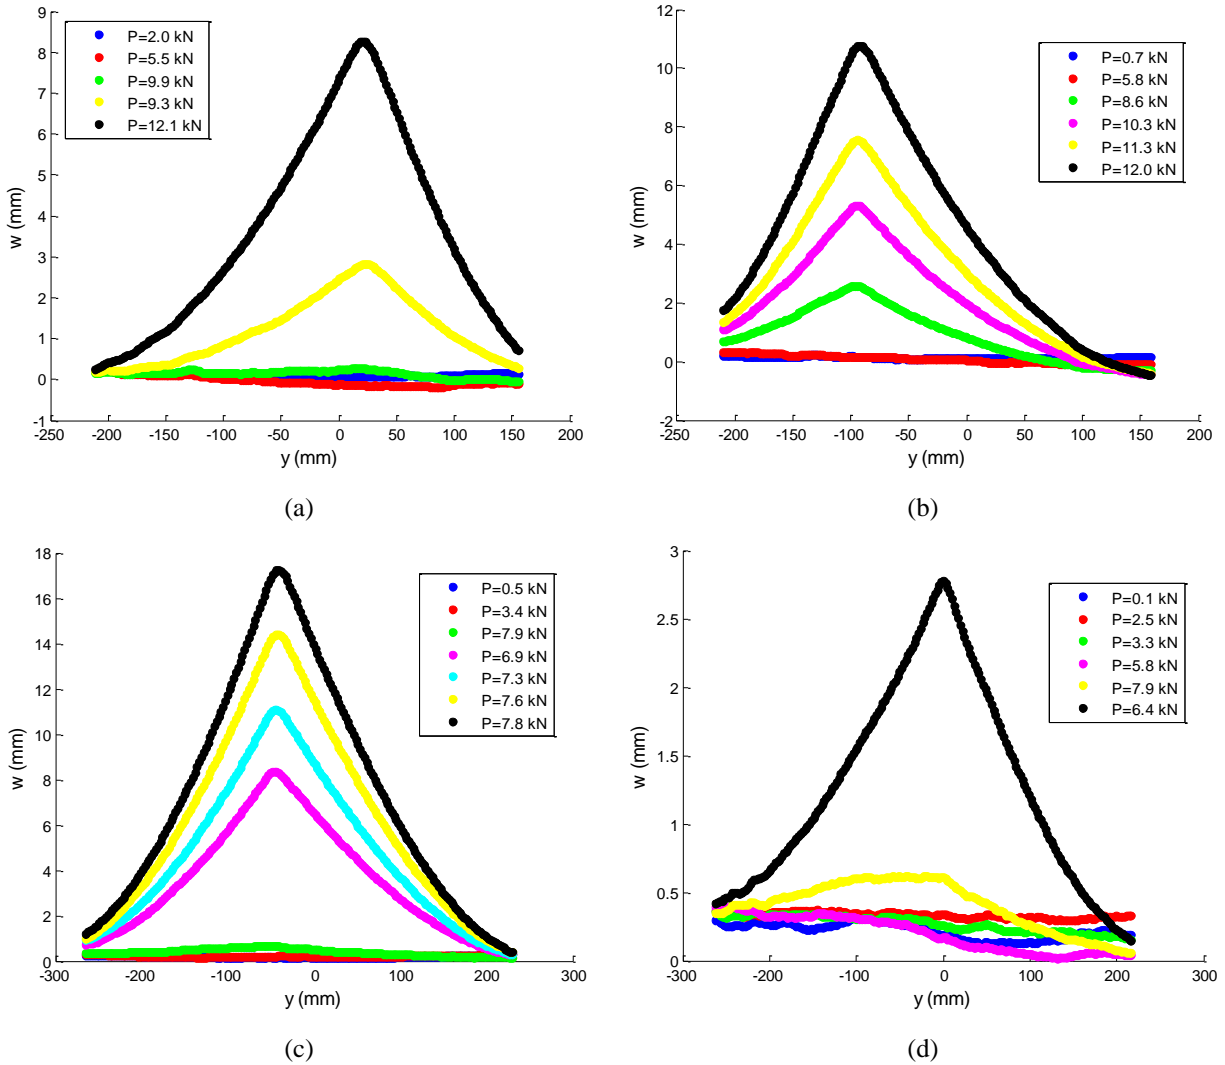 9
8
7
6
5
4
3
2
1
0
-1
w (mm)
P=2.0 kN
P=5.5 kN
P=9.9 kN
P=9.3 kN
P=12.1 kN
-250 -200 -150 -100 -50 0 50 100 150 200
y (mm)
(a)
12
10
8
6
4
2
0
-2
w (mm)
P=0.7 kN
P=5.8 kN
P=8.6 kN
P=10.3 kN
P=11.3 kN
P=12.0 kN
-250 -200 -150 -100 -50 0 50 100 150 200
y (mm)
(b)
18
16
14
12
10
8
6
4
2
0
w (mm)
P=0.5 kN
P=3.4 kN
P=7.9 kN
P=6.9 kN
P=7.3 kN
P=7.6 kN
P=7.8 kN
-300 -200 -100 0 100 200 300
y (mm)
(c)
3
2.5
2
1.5
1
0.5
0
w (mm)
P=0.1 kN
P=2.5 kN
P=3.3 kN
P=5.8 kN
P=7.9 kN
P=6.4 kN
-300 -200 -100 0 100 200 300
y (mm)
(d)